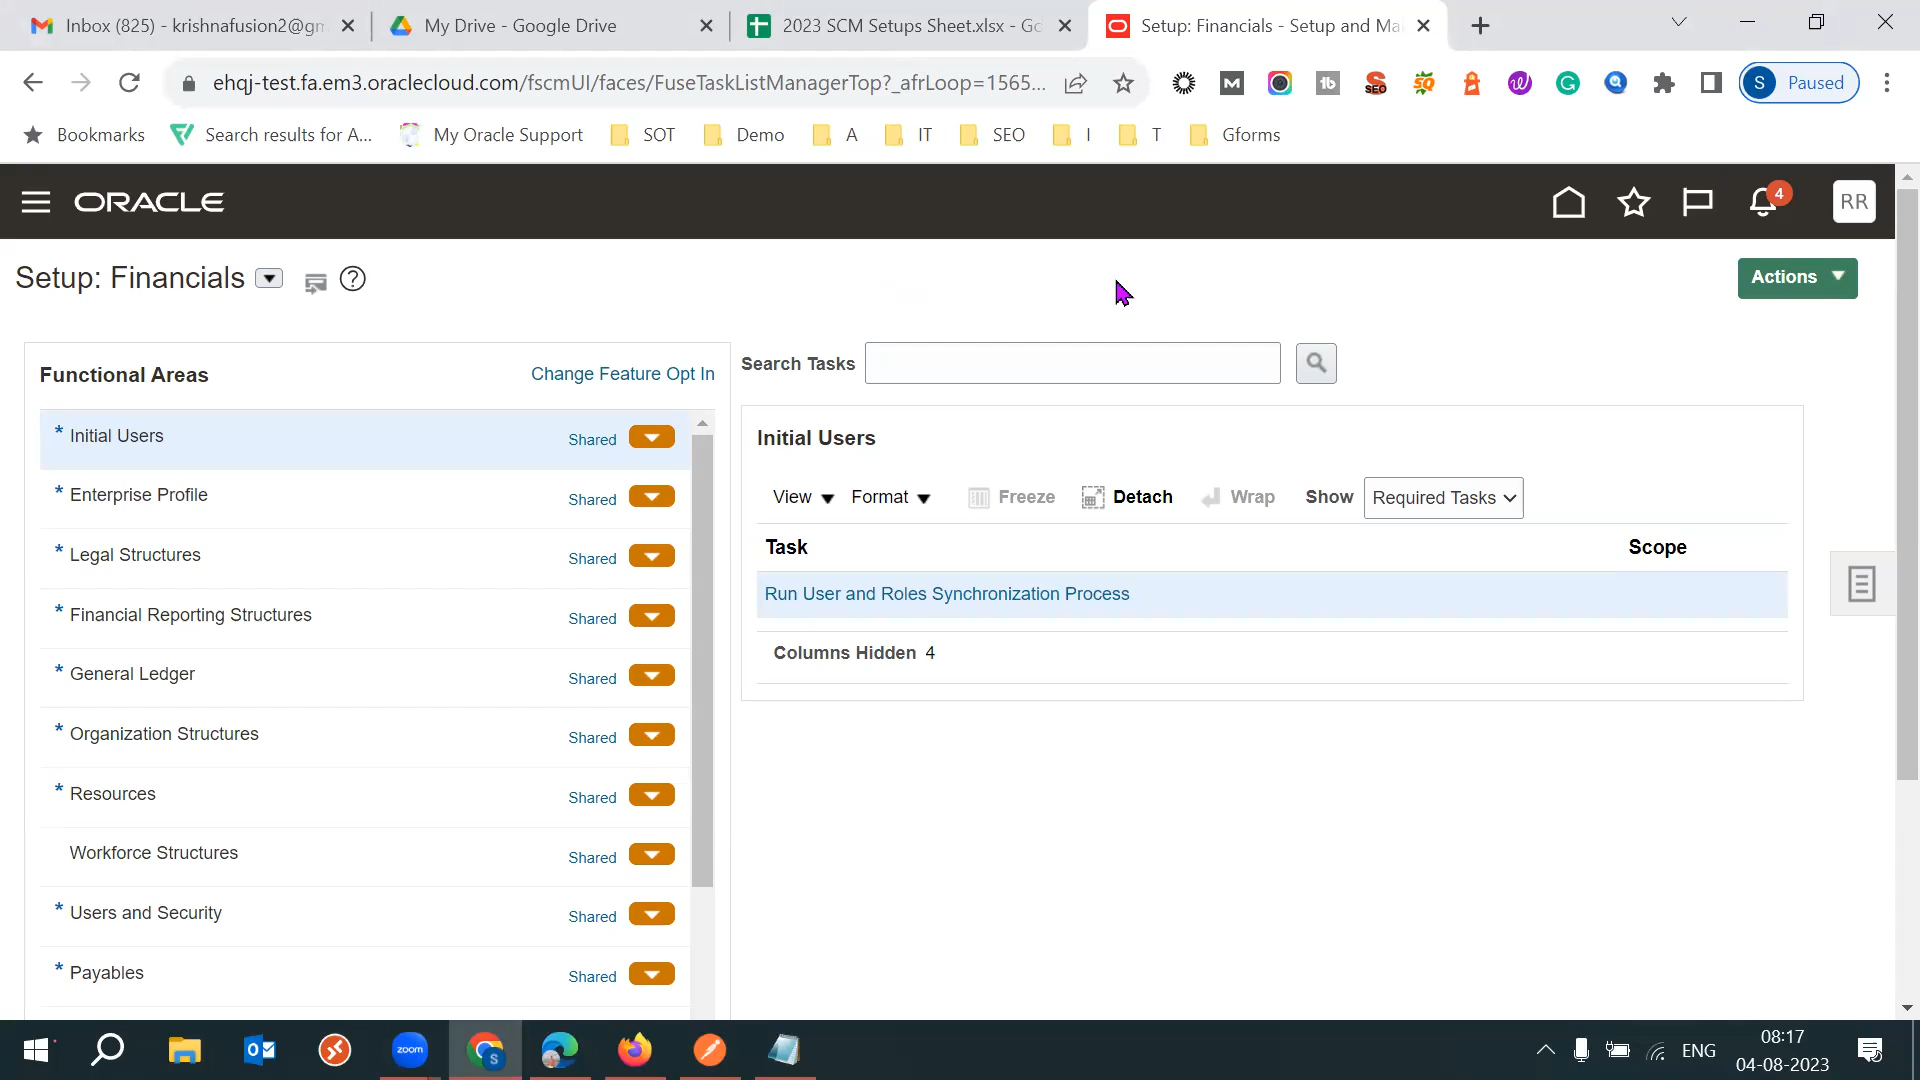 Inbox (825) - krishnafusion2@gm
My Drive - Google Drive
2023 SCM Setups Sheet.xlsx - Go
Setup: Financials - Setup and Ma
ehqj-test.fa.em3.oraclecloud.com/fscmUI/faces/FuseTaskListManagerTop?_afrLoop=1565...
S Paused
Bookmarks
Search results for A...
My Oracle Support
SOT
Demo
A
IT
SEO
I
T
Gforms
ORACLE
4
RR
Setup: Financials
Actions
Functional Areas
Change Feature Opt In
Search Tasks
* Initial Users Shared
* Enterprise Profile Shared
* Legal Structures Shared
* Financial Reporting Structures Shared
* General Ledger Shared
* Organization Structures Shared
* Resources Shared
Workforce Structures Shared
* Users and Security Shared
* Payables Shared
Initial Users
View Format Freeze Detach Wrap Show Required Tasks
Task Scope
Run User and Roles Synchronization Process
Columns Hidden 4
zoom
S
ENG
08:17
04-08-2023